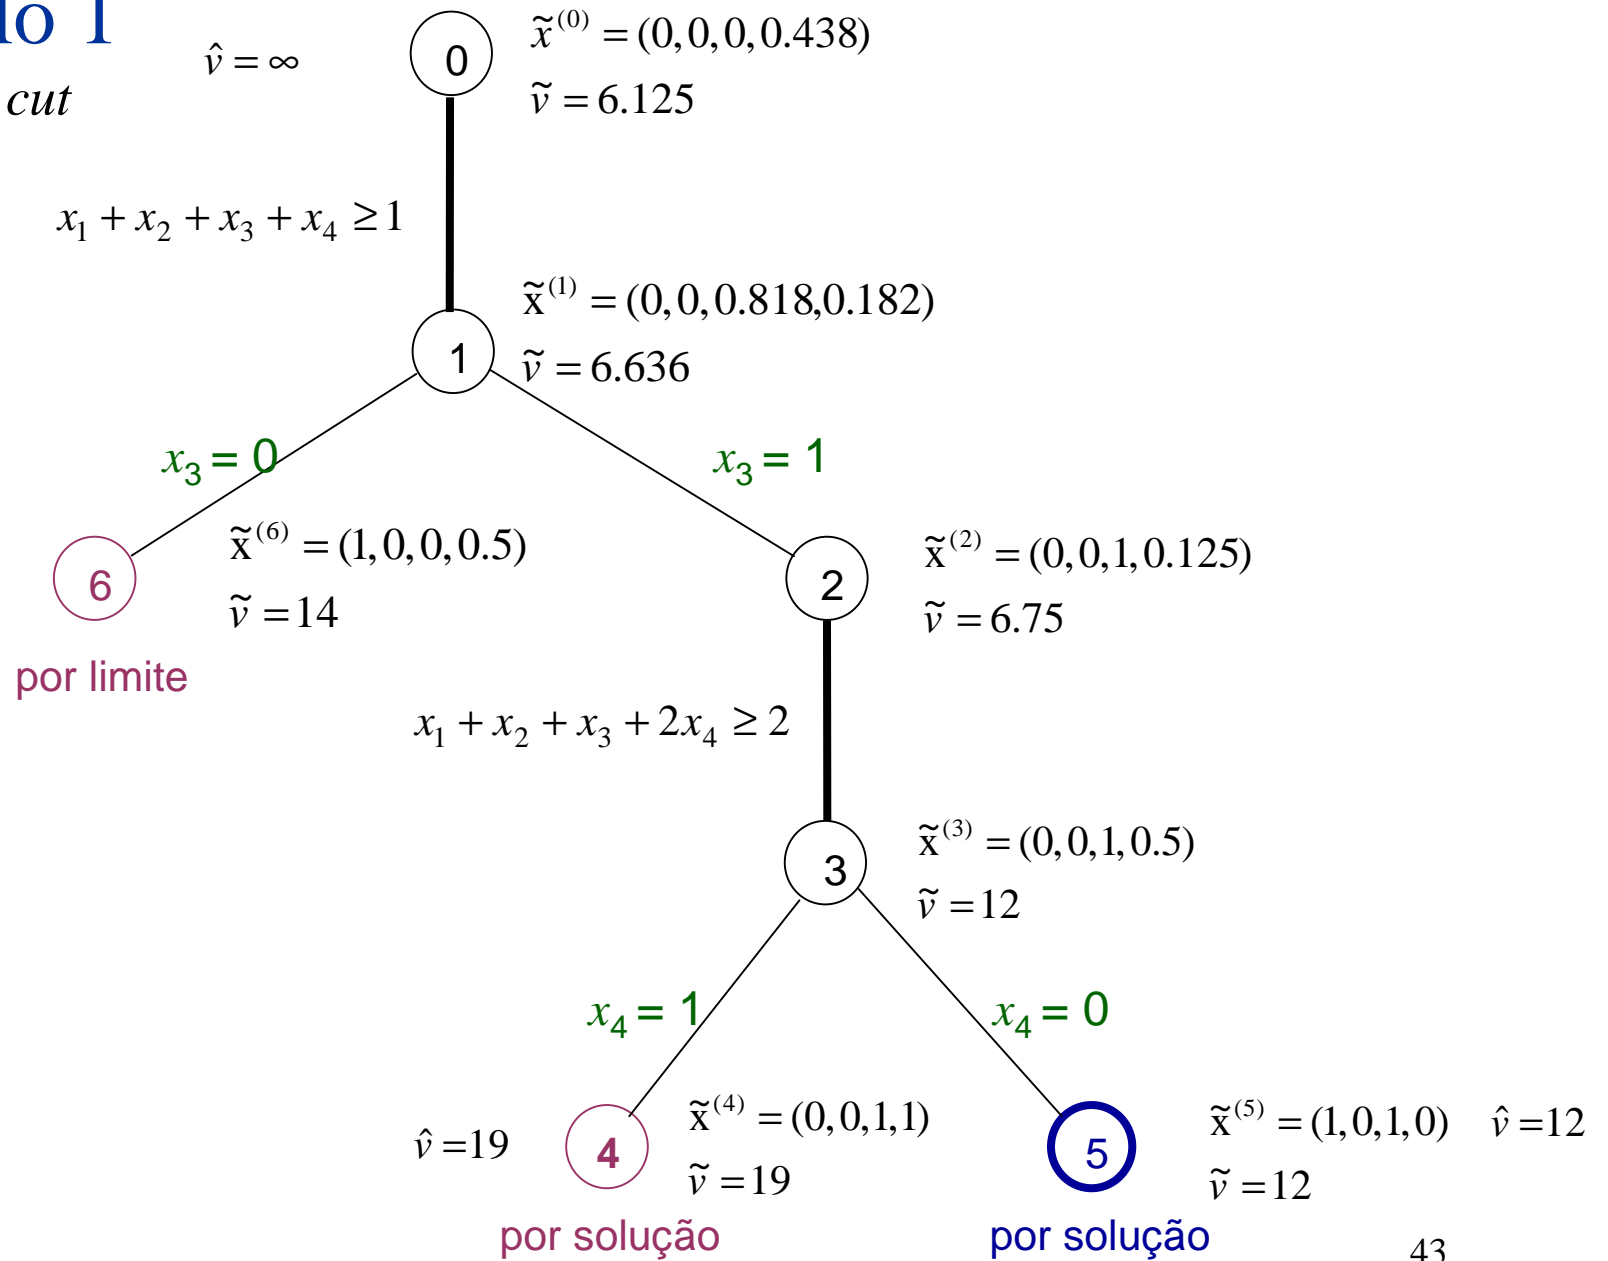 lo 1
cut
v̂ = ∞
0
x̃⁽⁰⁾ = (0,0,0,0.438)
ṽ = 6.125
x₁ + x₂ + x₃ + x₄ ≥ 1
1
x̃⁽¹⁾ = (0,0,0.818,0.182)
ṽ = 6.636
x₃ = 0
x₃ = 1
6
x̃⁽⁶⁾ = (1,0,0,0.5)
ṽ = 14
por limite
2
x̃⁽²⁾ = (0,0,1,0.125)
ṽ = 6.75
x₁ + x₂ + x₃ + 2x₄ ≥ 2
3
x̃⁽³⁾ = (0,0,1,0.5)
ṽ = 12
x₄ = 1
x₄ = 0
v̂ = 19
4
x̃⁽⁴⁾ = (0,0,1,1)
ṽ = 19
por solução
5
x̃⁽⁵⁾ = (1,0,1,0) v̂ = 12
ṽ = 12
por solução
43